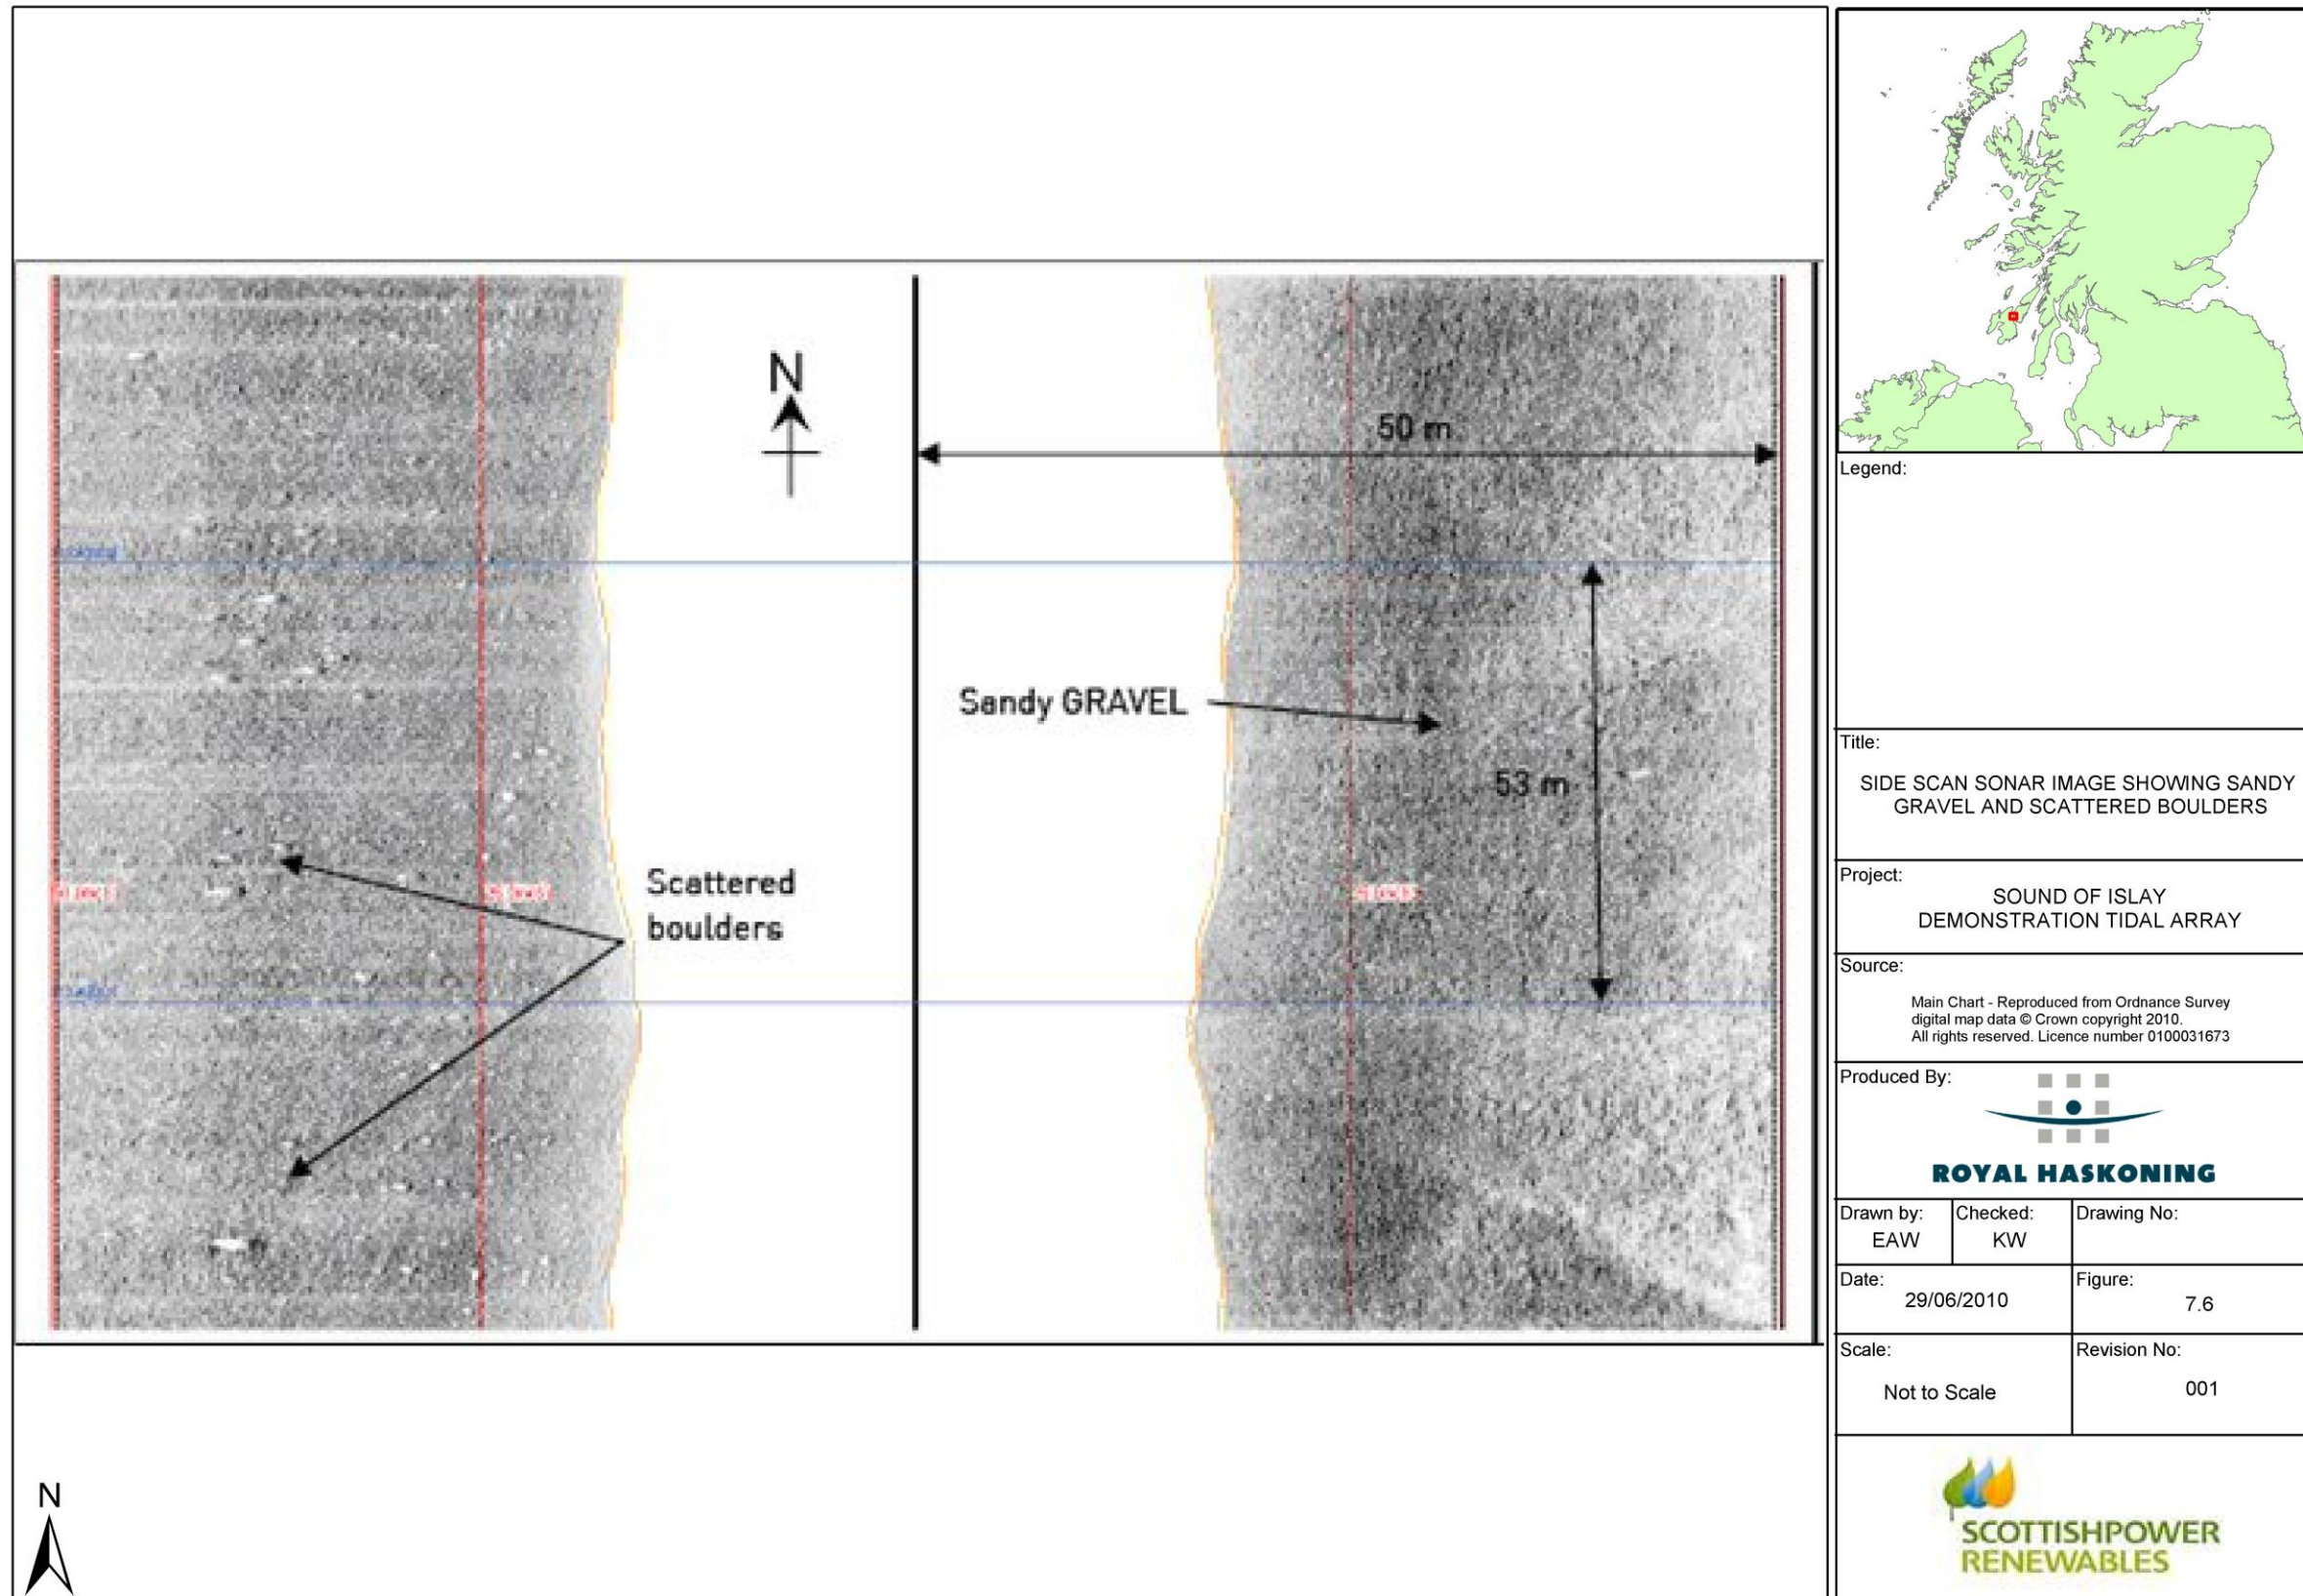 N
50 m
Sandy GRAVEL
53 m
Scattered
boulders
N
Legend:
Title:
SIDE SCAN SONAR IMAGE SHOWING SANDY
GRAVEL AND SCATTERED BOULDERS
Project:
SOUND OF ISLAY
DEMONSTRATION TIDAL ARRAY
Source:
Main Chart - Reproduced from Ordnance Survey
digital map data © Crown copyright 2010.
All rights reserved. Licence number 0100031673
Produced By:
ROYAL HASKONING
Drawn by:
EAW
Checked:
KW
Drawing No:
Date:
29/06/2010
Figure:
7.6
Scale:
Not to Scale
Revision No:
001
SCOTTISHPOWER
RENEWABLES